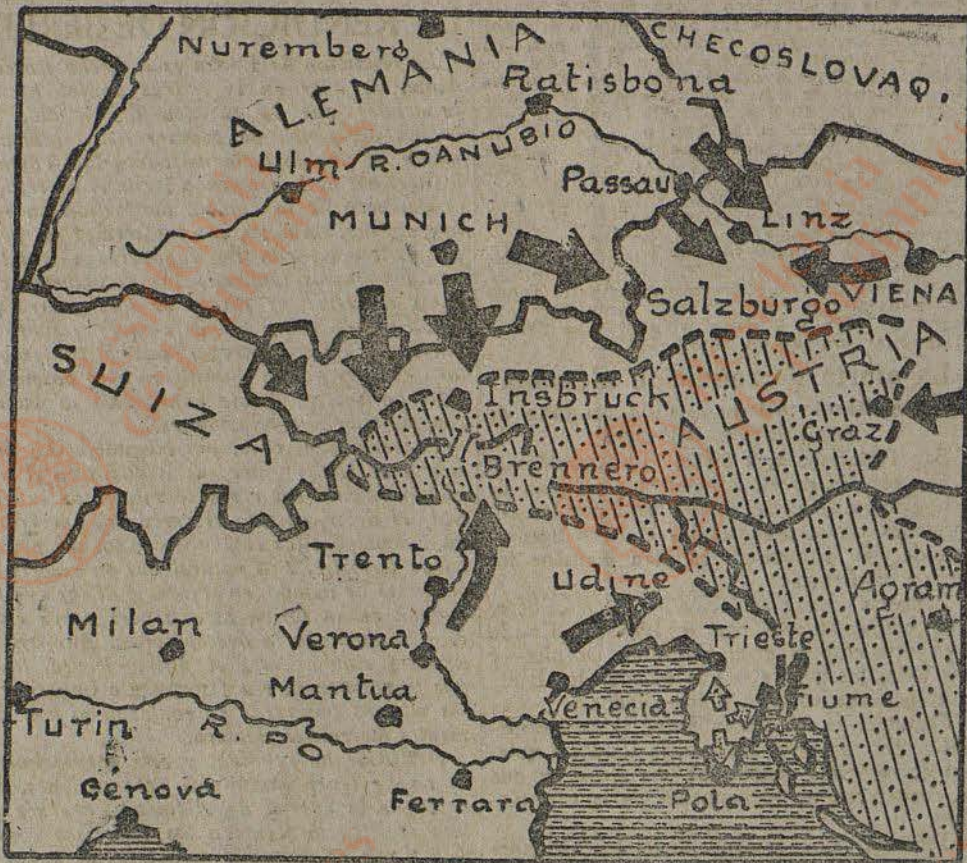 Nuremberg
CHECOSLOVAQ.
ALEMANIA
Ratisbona
Ulm
R. DANUBIO
Passau
MUNICH
Linz
Salzburgo
VIENA
SUIZA
Insbruck
AUSTRIA
Graz
Brennero
Trento
Udine
Agram
Milan
Verona
Trieste
Mantua
Venecia
Fiume
Turin
R. PO
Génova
Ferrara
Pola